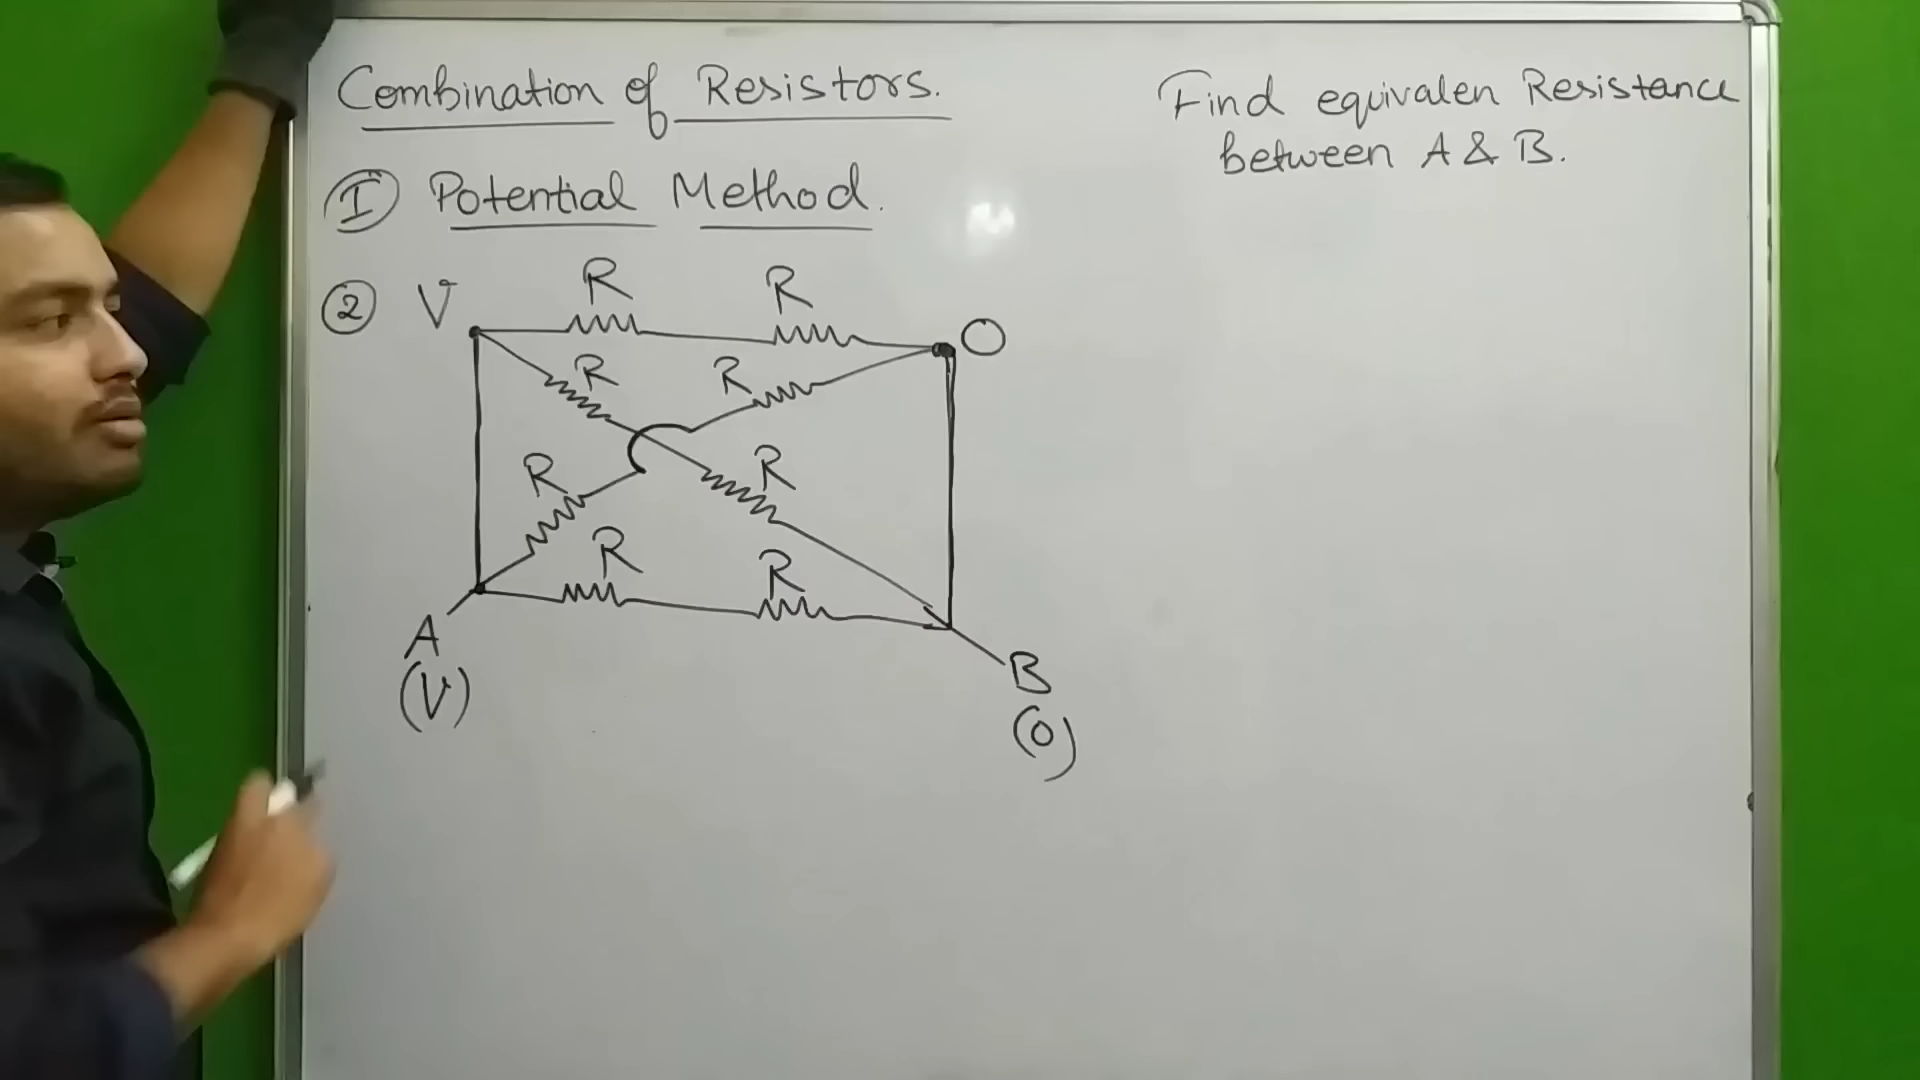 Combination of Resistors.
Find equivalen Resistance
between A & B.
I Potential Method.
2 V R R O
R R
R R
R R
A B
(V) (0)